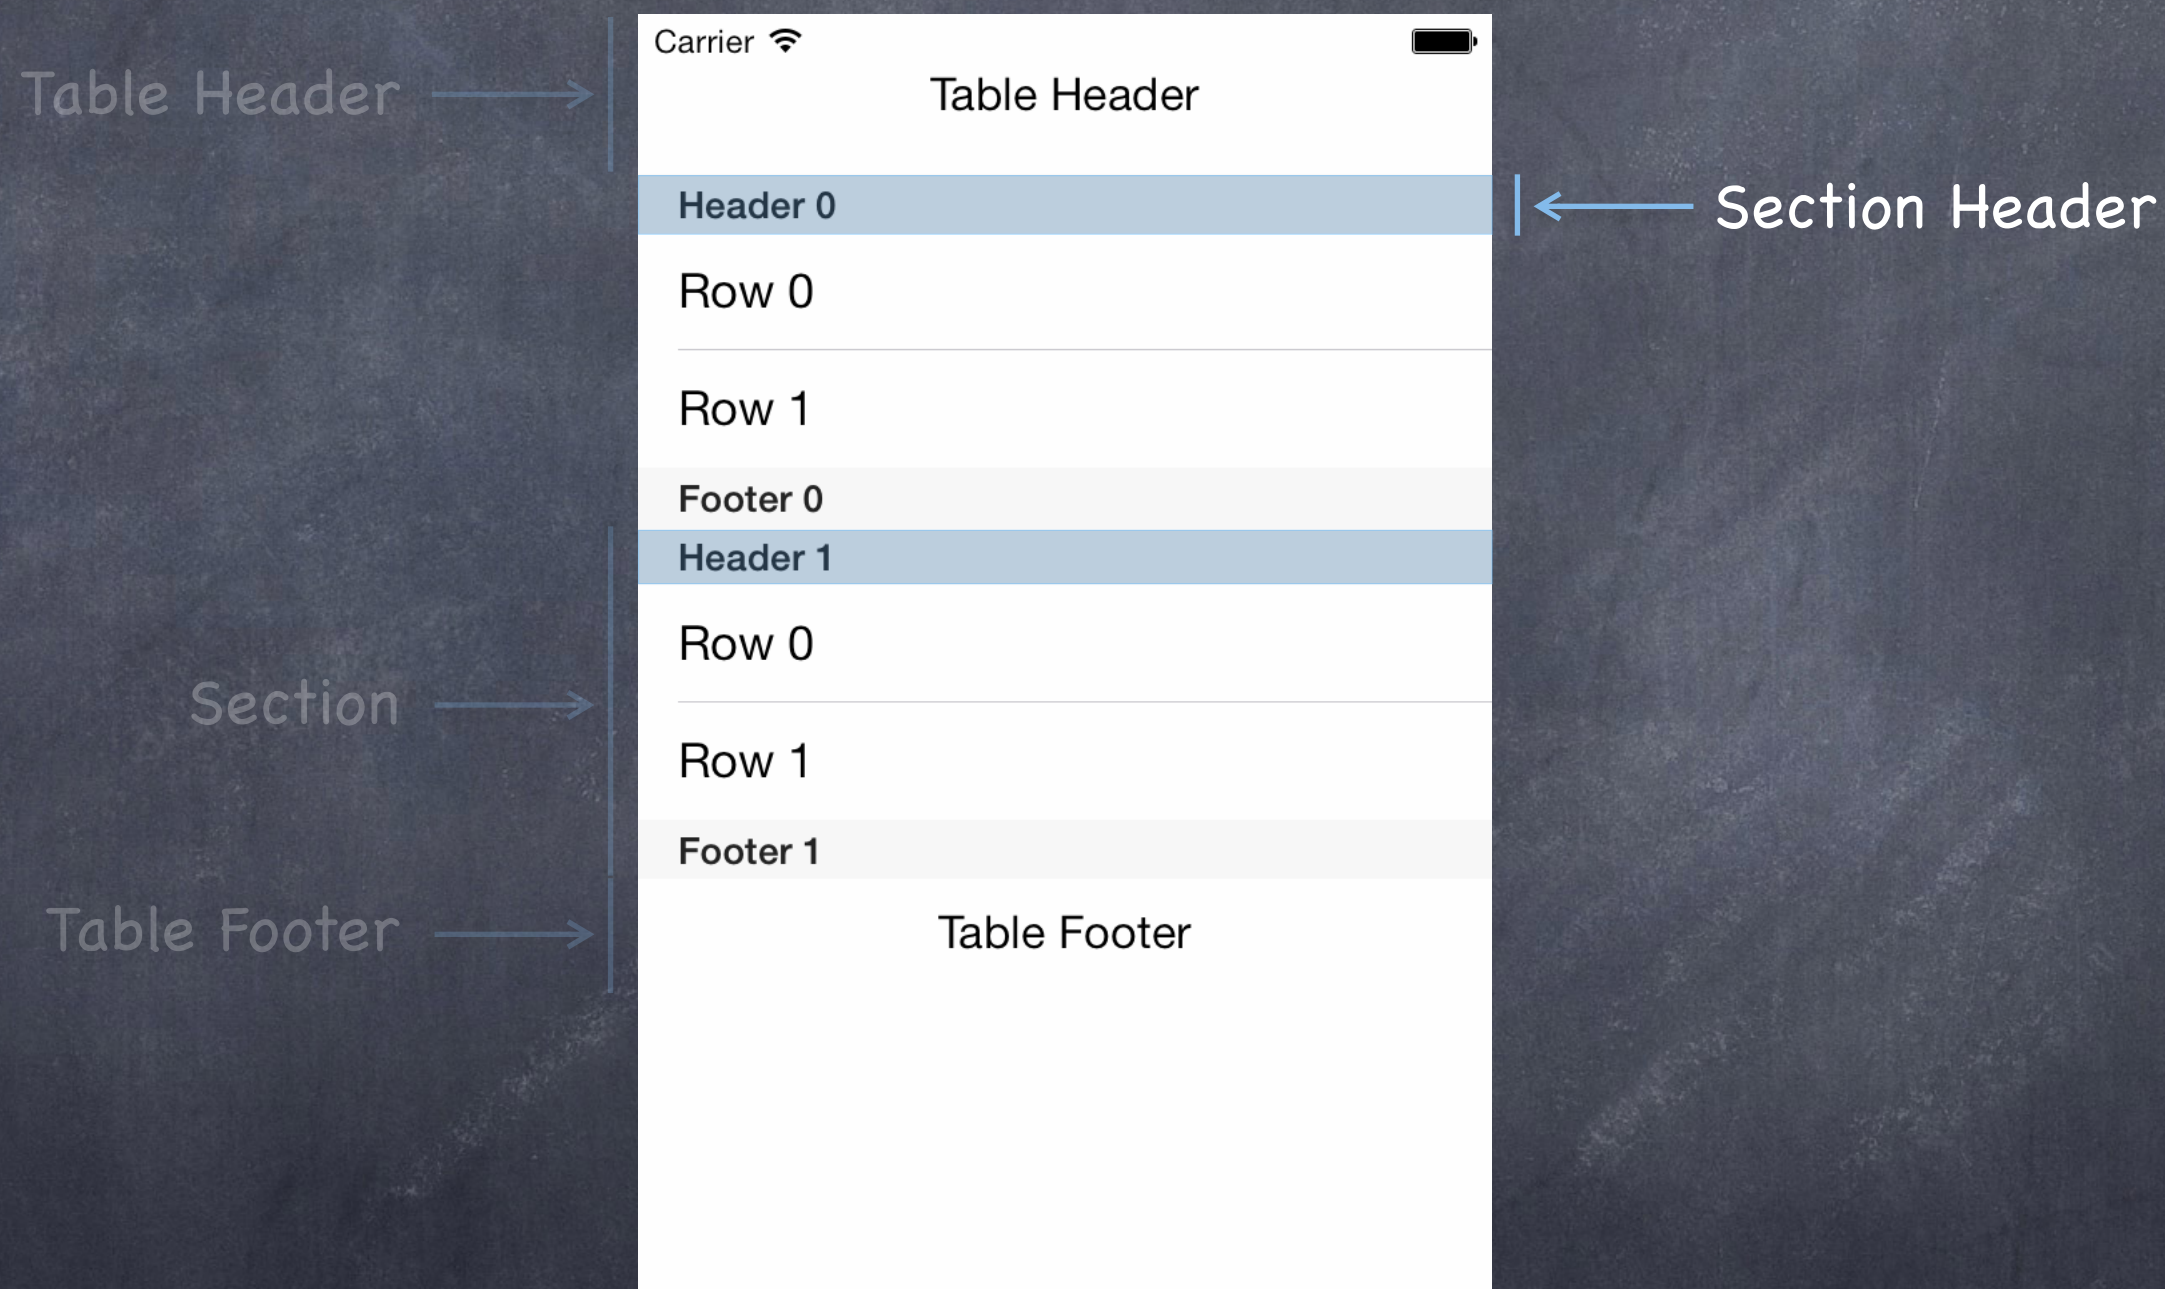 Carrier
Table Header
Table Header
Header 0
Section Header
Row 0
Row 1
Footer 0
Header 1
Row 0
Section
Row 1
Footer 1
Table Footer
Table Footer